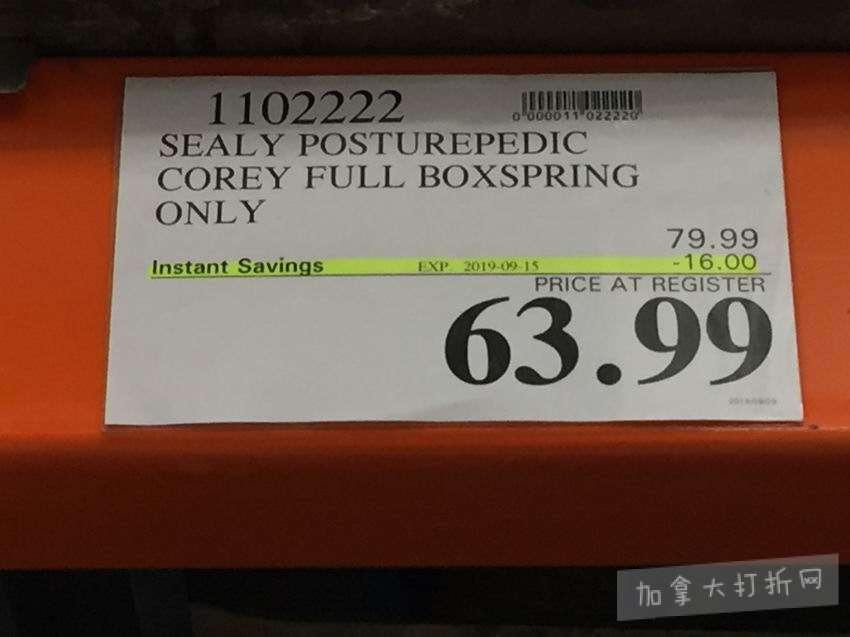 1102222
0 000011 022220
SEALY POSTUREPEDIC
COREY FULL BOXSPRING
ONLY
79.99
Instant Savings EXP. 2019-09-15 -16.00
PRICE AT REGISTER
63.99
加拿大打折网